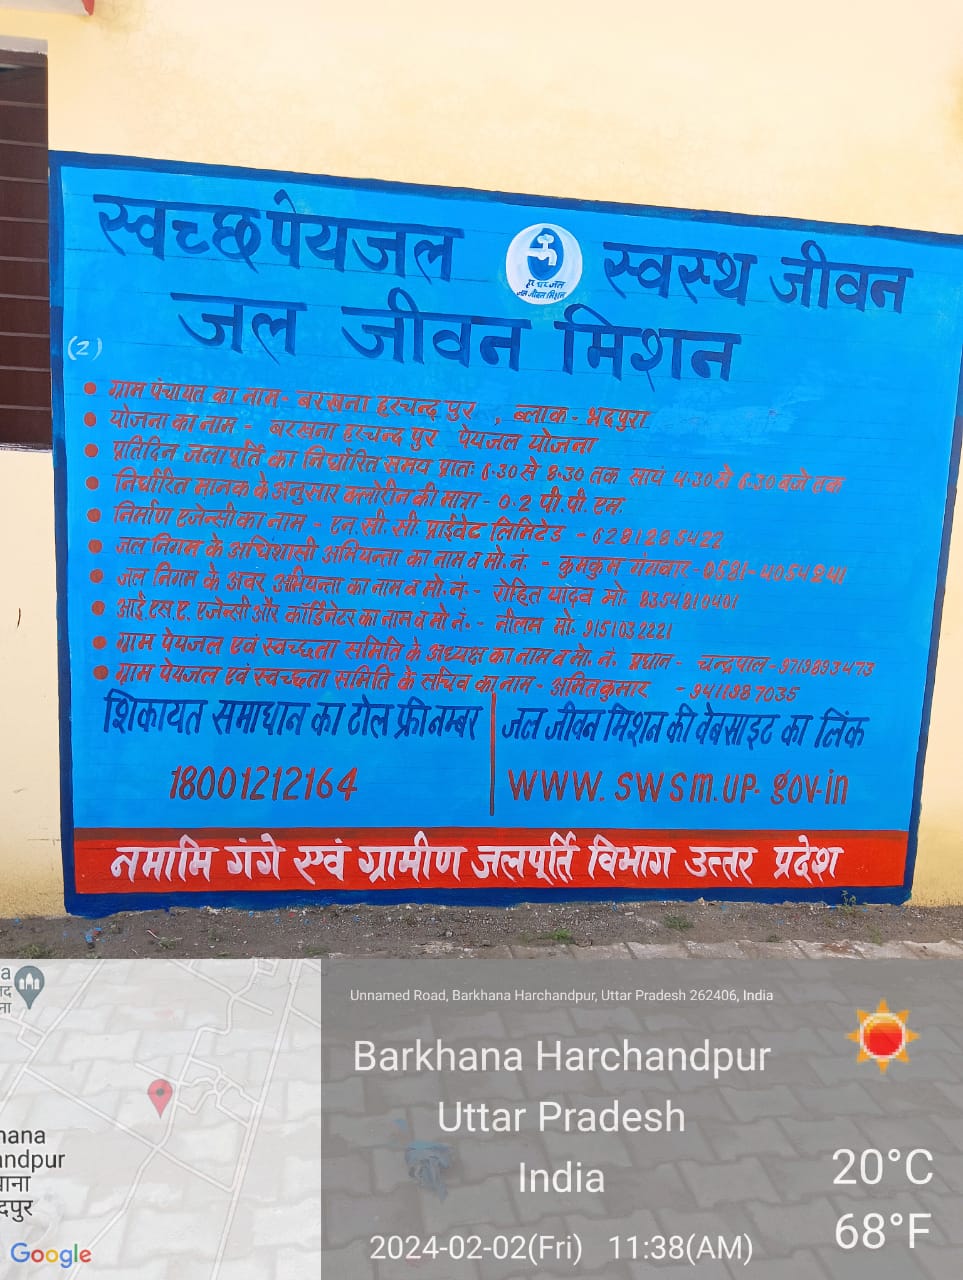 स्वच्छ पेयजल स्वस्थ जीवन
हर घर जल
जल जीवन मिशन
जल जीवन मिशन
(2)
ग्राम पंचायत का नाम - बरखना हरचन्दपुर , ब्लाक - भदपुरा
योजना का नाम - बरखना हरचन्दपुर पेयजल योजना
प्रतिदिन जलापूर्ति का निर्धारित समय प्रातः 6.30 से 8.30 तक सायं 4.30 से 6.30 बजे तक
निर्धारित मानक के अनुसार क्लोरीन की मात्रा - 0.2 पी.पी.एम.
निर्माण एजेन्सी का नाम - एन.सी.सी. प्राईवेट लिमिटेड - 6281285422
जल निगम के अधिशासी अभियन्ता का नाम व मो.नं. - कुमकुम गंगवार - 0581-4054241
जल निगम के अवर अभियन्ता का नाम व मो.नं. - रोहित यादव मो. 8354810401
आई.एस.ए. एजेन्सी और कॉर्डिनेटर का नाम व मो नं. - नीलम मो. 9151032221
ग्राम पेयजल एवं स्वच्छता समिति के अध्यक्ष का नाम व मो. नं. प्रधान - चन्द्रपाल - 9719893473
ग्राम पेयजल एवं स्वच्छता समिति के सचिव का नाम - अमित कुमार - 9411987035
शिकायत समाधान का टोल फ्री नम्बर
18001212164
जल जीवन मिशन की वेबसाइट का लिंक
www.swsm.up.gov.in
नमामि गंगे एवं ग्रामीण जलपूर्ति विभाग उत्तर प्रदेश
Unnamed Road, Barkhana Harchandpur, Uttar Pradesh 262406, India
Barkhana Harchandpur
Uttar Pradesh
India
2024-02-02(Fri) 11:38(AM)
20°C
68°F
Google